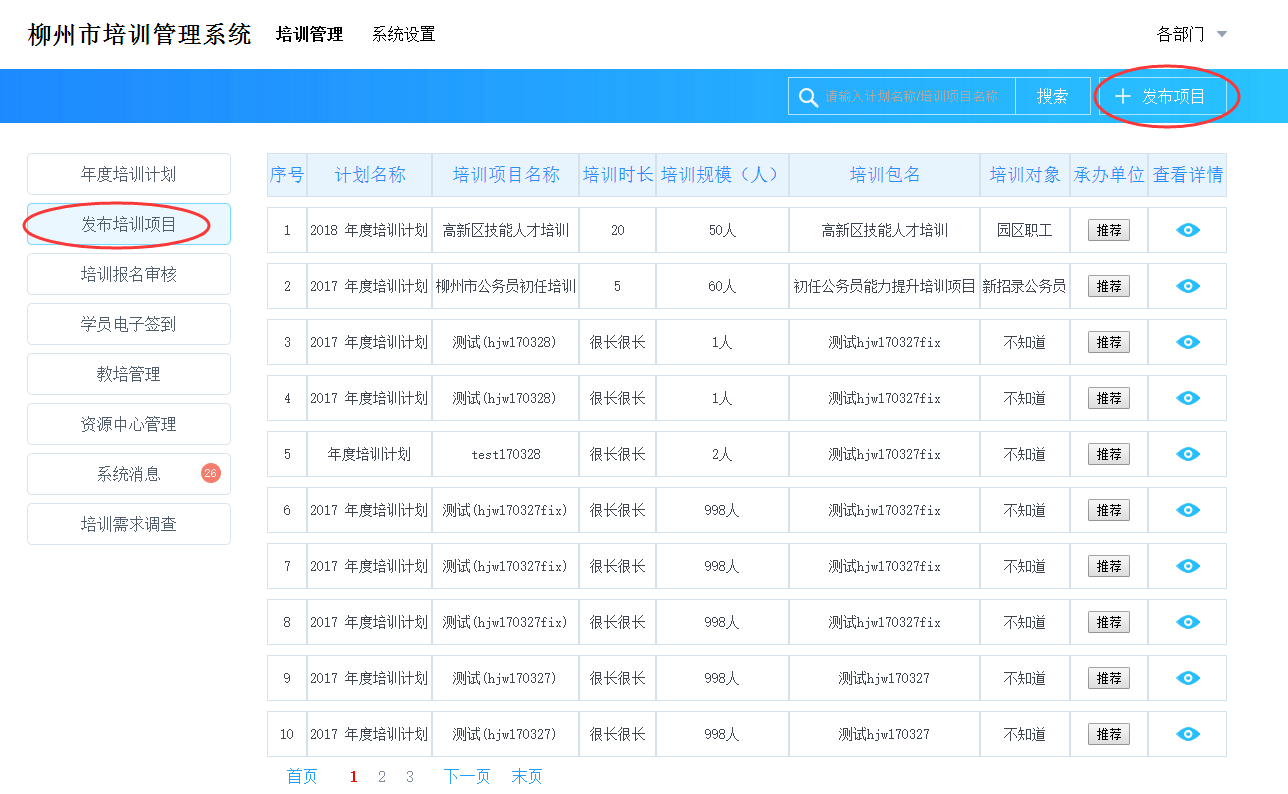 柳州市培训管理系统 培训管理 系统设置 各部门
请输入计划名称/培训项目名称 搜索 发布项目
年度培训计划
发布培训项目
培训报名审核
学员电子签到
教培管理
资源中心管理
系统消息 26
培训需求调查
序号 计划名称 培训项目名称 培训时长 培训规模（人） 培训包名 培训对象 承办单位 查看详情
1 2018 年度培训计划 高新区技能人才培训 20 50人 高新区技能人才培训 园区职工 推荐
2 2017 年度培训计划 柳州市公务员初任培训 5 60人 初任公务员能力提升培训项目 新招录公务员 推荐
3 2017 年度培训计划 测试(hjw170328) 很长很长 1人 测试hjw170327fix 不知道 推荐
4 2017 年度培训计划 测试(hjw170328) 很长很长 1人 测试hjw170327fix 不知道 推荐
5 年度培训计划 test170328 很长很长 2人 测试hjw170327fix 不知道 推荐
6 2017 年度培训计划 测试(hjw170327fix) 很长很长 998人 测试hjw170327fix 不知道 推荐
7 2017 年度培训计划 测试(hjw170327fix) 很长很长 998人 测试hjw170327fix 不知道 推荐
8 2017 年度培训计划 测试(hjw170327fix) 很长很长 998人 测试hjw170327fix 不知道 推荐
9 2017 年度培训计划 测试(hjw170327) 很长很长 998人 测试hjw170327 不知道 推荐
10 2017 年度培训计划 测试(hjw170327) 很长很长 998人 测试hjw170327 不知道 推荐
首页 1 2 3 下一页 末页